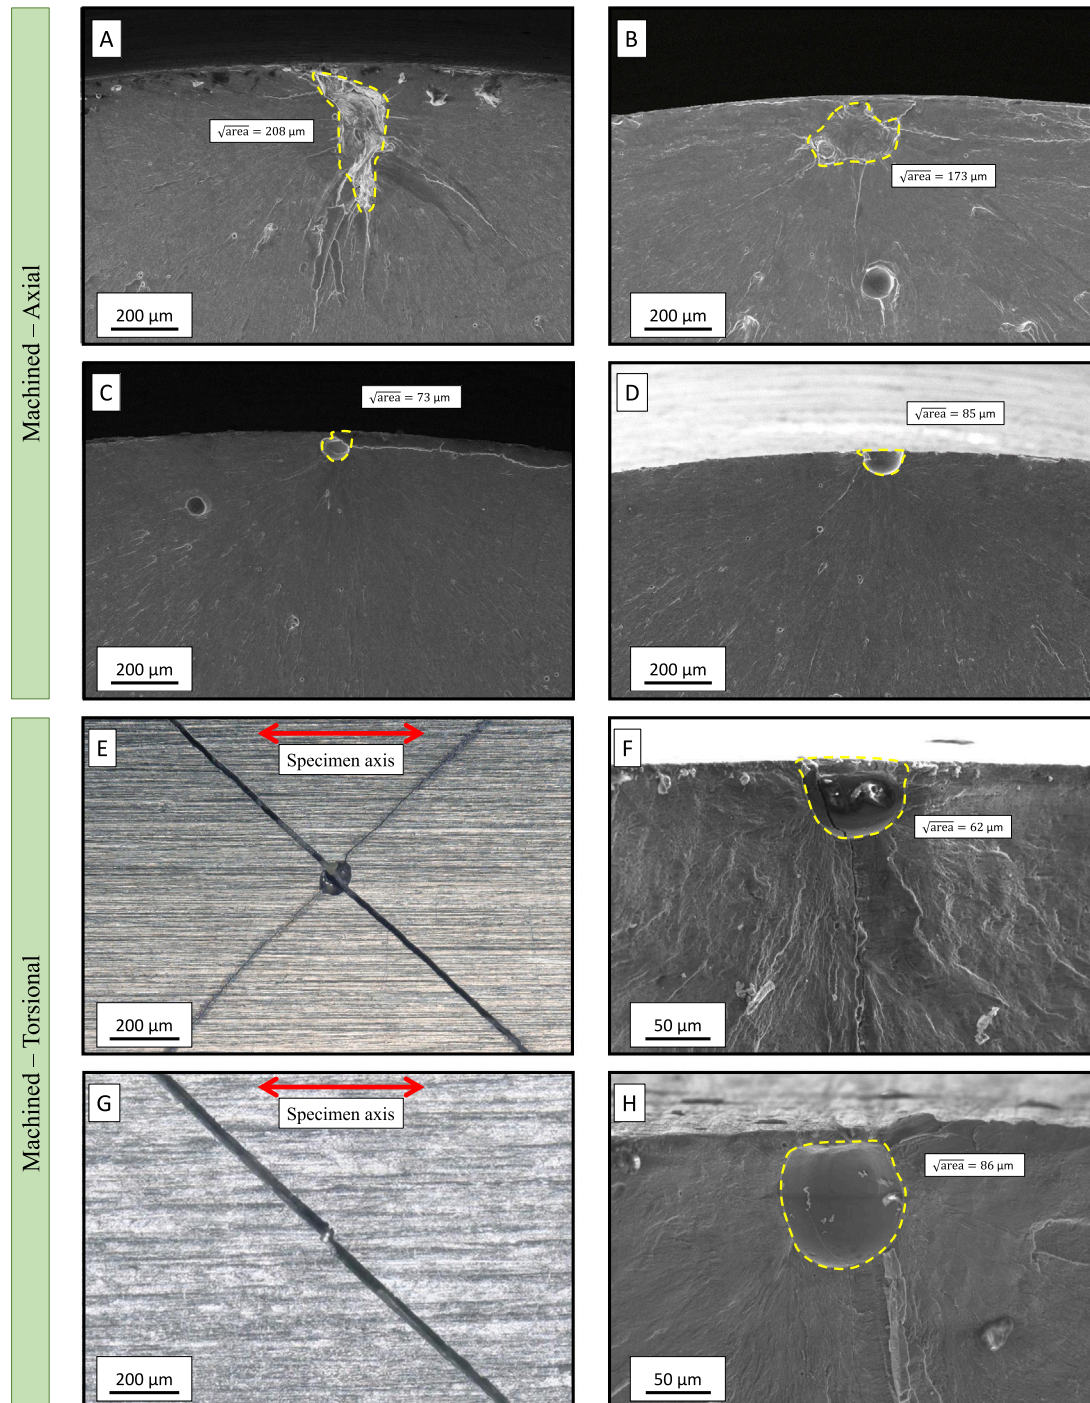 Machined – Axial
A
√area = 208 µm
200 µm
B
√area = 173 µm
200 µm
C
√area = 73 µm
200 µm
D
√area = 85 µm
200 µm
Machined – Torsional
E
Specimen axis
200 µm
F
√area = 62 µm
50 µm
G
Specimen axis
200 µm
H
√area = 86 µm
50 µm